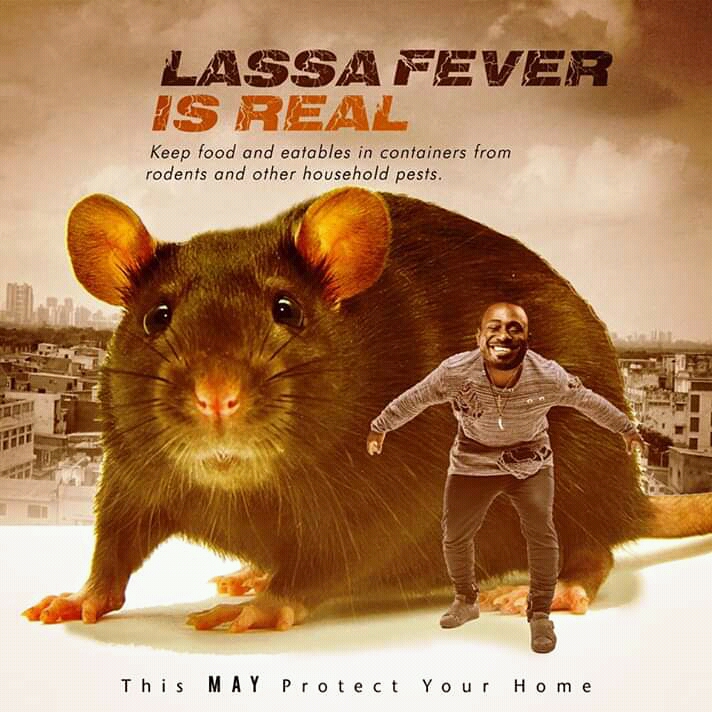 LASSA FEVER
IS REAL
Keep food and eatables in containers from
rodents and other household pests.
This MAY Protect Your Home